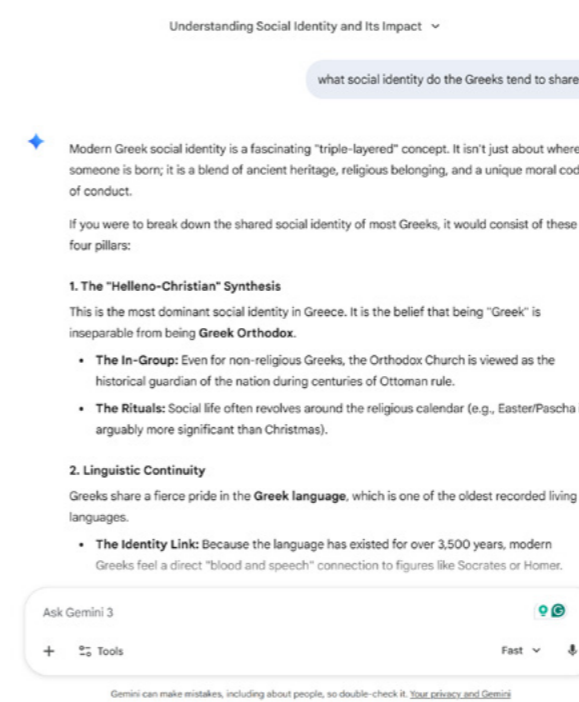 Understanding Social Identity and Its Impact
what social identity do the Greeks tend to share
Modern Greek social identity is a fascinating "triple-layered" concept. It isn't just about where
someone is born; it is a blend of ancient heritage, religious belonging, and a unique moral cod
of conduct.
If you were to break down the shared social identity of most Greeks, it would consist of these
four pillars:
1. The "Helleno-Christian" Synthesis
This is the most dominant social identity in Greece. It is the belief that being "Greek" is
inseparable from being Greek Orthodox.
• The In-Group: Even for non-religious Greeks, the Orthodox Church is viewed as the
historical guardian of the nation during centuries of Ottoman rule.
• The Rituals: Social life often revolves around the religious calendar (e.g., Easter/Pascha
arguably more significant than Christmas).
2. Linguistic Continuity
Greeks share a fierce pride in the Greek language, which is one of the oldest recorded living
languages.
• The Identity Link: Because the language has existed for over 3,500 years, modern
Greeks feel a direct "blood and speech" connection to figures like Socrates or Homer.
Ask Gemini 3
Tools
Fast
Gemini can make mistakes, including about people, so double-check it. Your privacy and Gemini